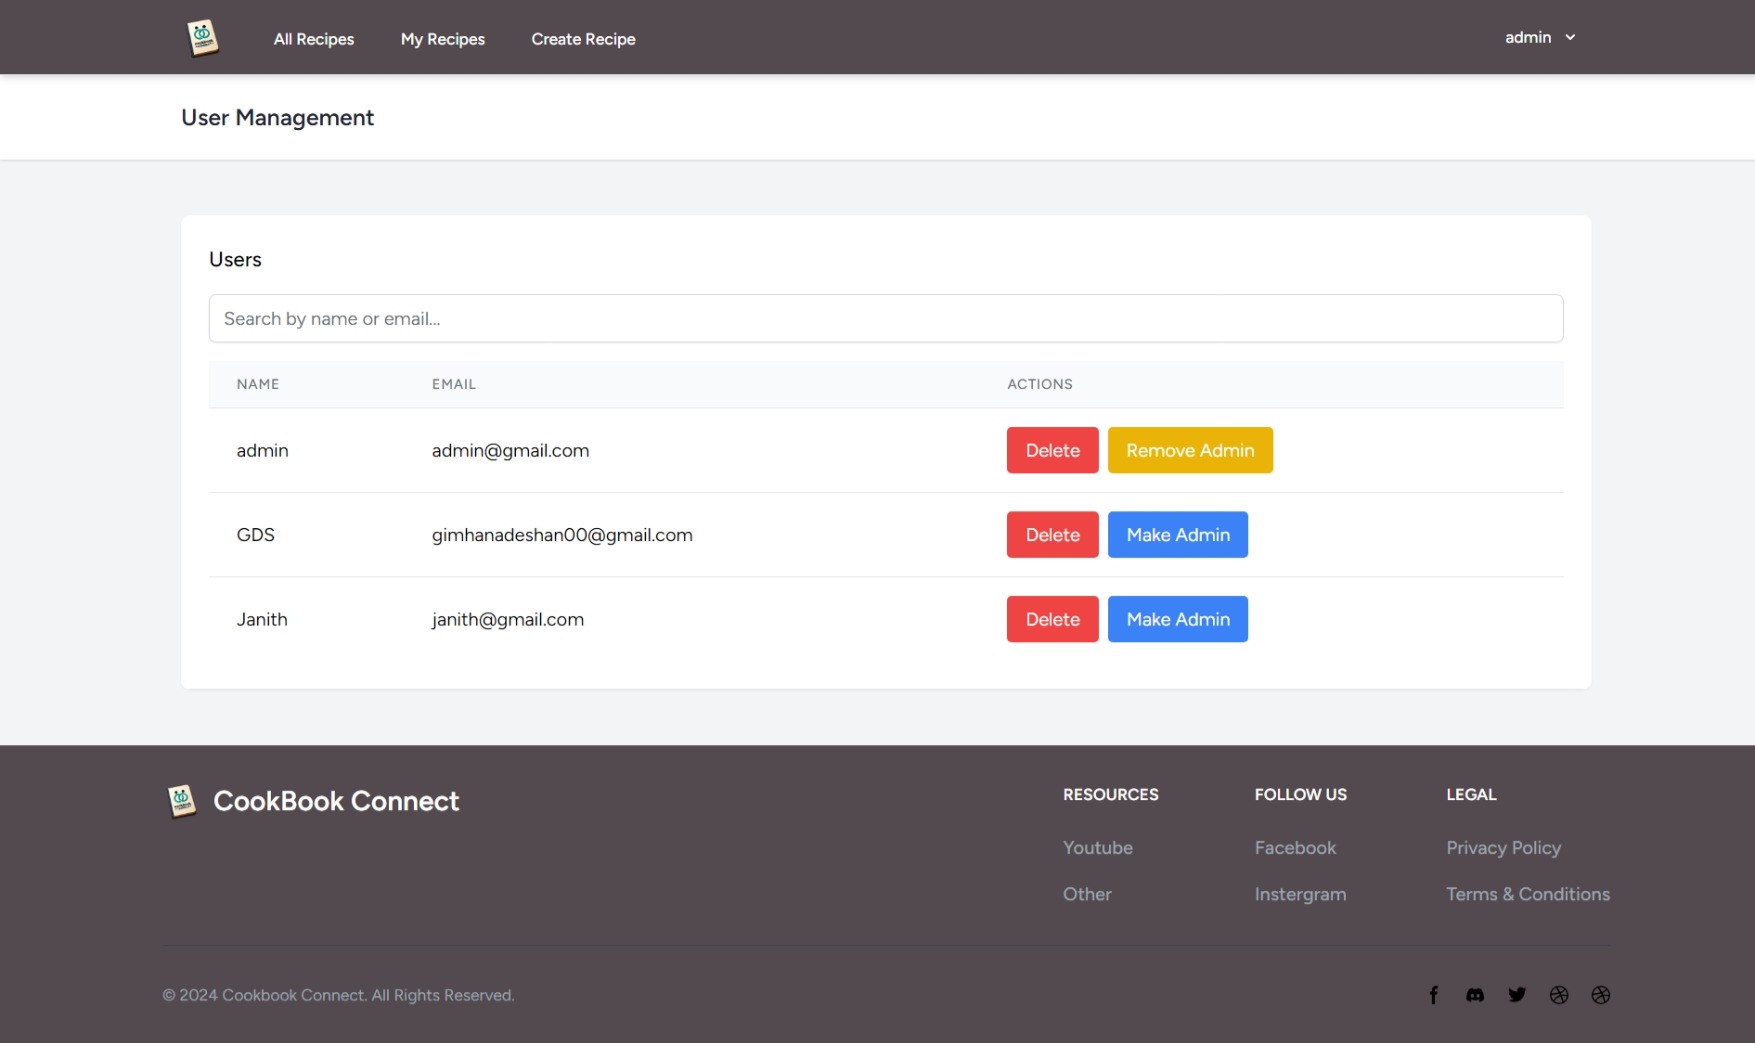 All Recipes My Recipes Create Recipe admin
User Management
Users
Search by name or email...
NAME EMAIL ACTIONS
admin admin@gmail.com Delete Remove Admin
GDS gimhanadeshan00@gmail.com Delete Make Admin
Janith janith@gmail.com Delete Make Admin
CookBook Connect
RESOURCES FOLLOW US LEGAL
Youtube Facebook Privacy Policy
Other Instergram Terms & Conditions
© 2024 Cookbook Connect. All Rights Reserved.